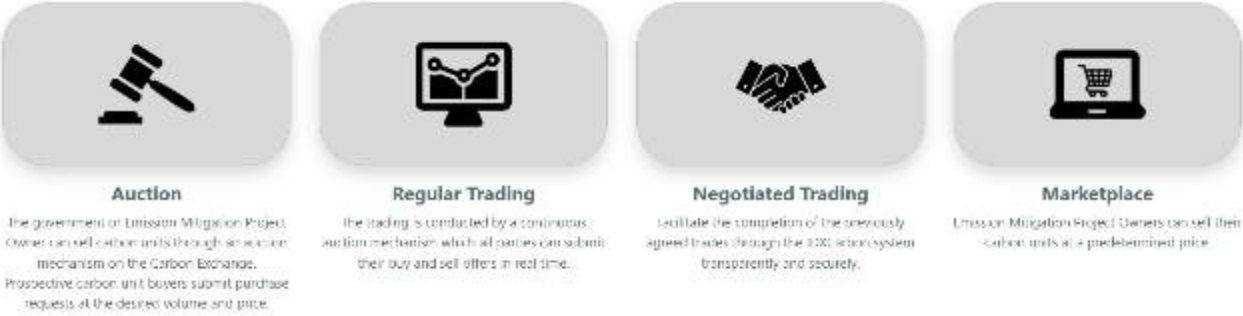 Auction
The government or Emission Mitigation Project
Owner can sell carbon units through an auction
mechanism on the Carbon Exchange.
Prospective carbon unit buyers submit purchase
requests at the desired volume and price.
Regular Trading
The trading is conducted by a continuous
auction mechanism which all parties can submit
their buy and sell offers in real time.
Negotiated Trading
Facilitate the completion of the previously
agreed trades through the system
transparently and securely.
Marketplace
Emission Mitigation Project Owners can sell their
carbon units at a predetermined price